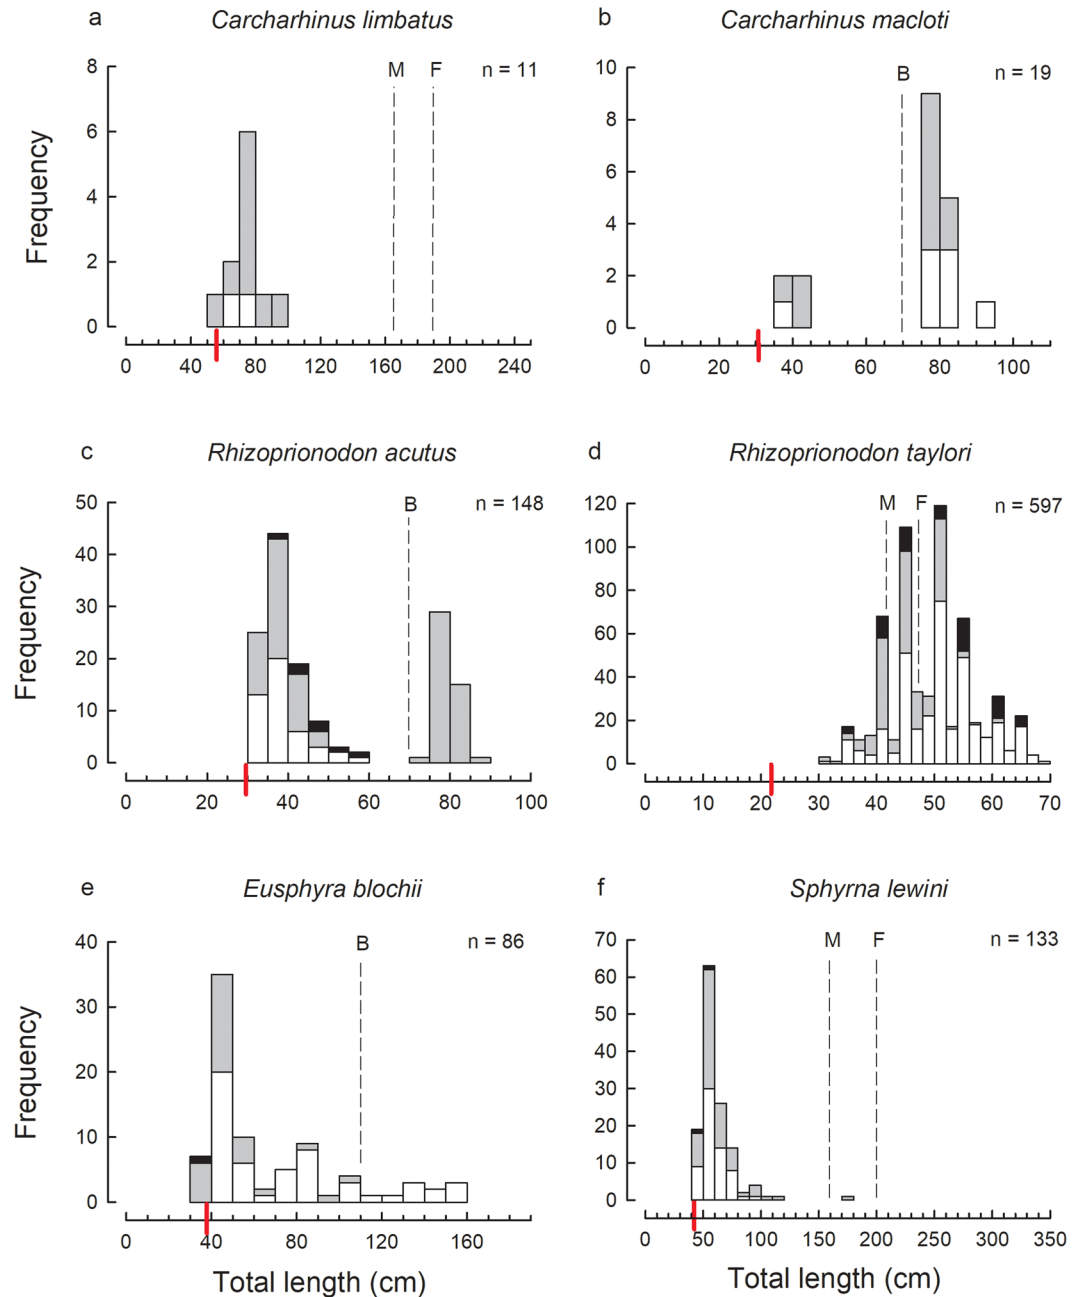 a Carcharhinus limbatus
8
6
4
2
0
M F n = 11
0 40 80 120 160 200 240
Frequency
b Carcharhinus macloti
10
8
6
4
2
0
B n = 19
0 20 40 60 80 100
c Rhizoprionodon acutus
50
40
30
20
10
0
B n = 148
0 20 40 60 80 100
Frequency
d Rhizoprionodon taylori
120
100
80
60
40
20
0
M F n = 597
0 10 20 30 40 50 60 70
e Eusphyra blochii
40
30
20
10
0
B n = 86
0 40 80 120 160
Frequency
Total length (cm)
f Sphyrna lewini
70
60
50
40
30
20
10
0
M F n = 133
0 50 100 150 200 250 300 350
Total length (cm)